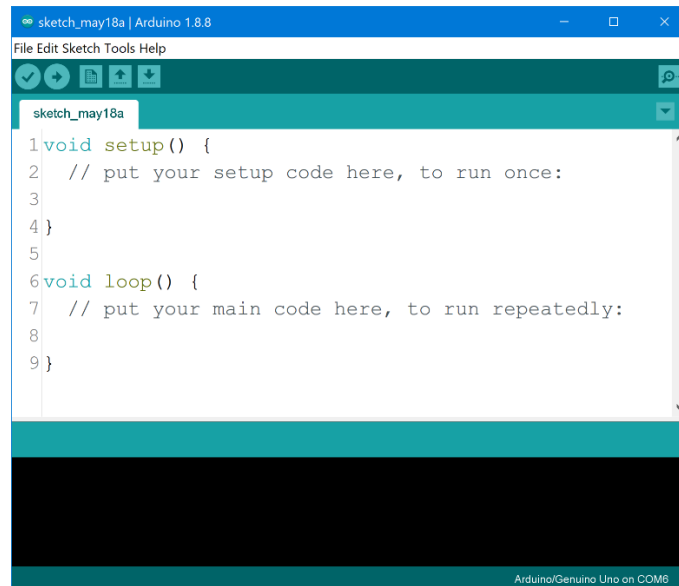 sketch_may18a | Arduino 1.8.8
File Edit Sketch Tools Help
sketch_may18a
1 void setup() {
2   // put your setup code here, to run once:
3
4 }
5
6 void loop() {
7   // put your main code here, to run repeatedly:
8
9 }
Arduino/Genuino Uno on COM6